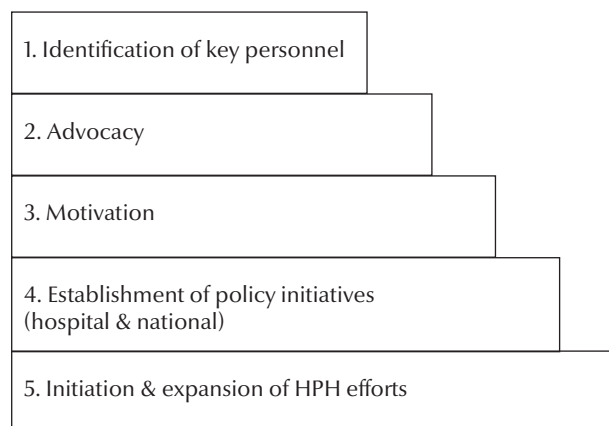 1. Identification of key personnel
2. Advocacy
3. Motivation
4. Establishment of policy initiatives
(hospital & national)
5. Initiation & expansion of HPH efforts